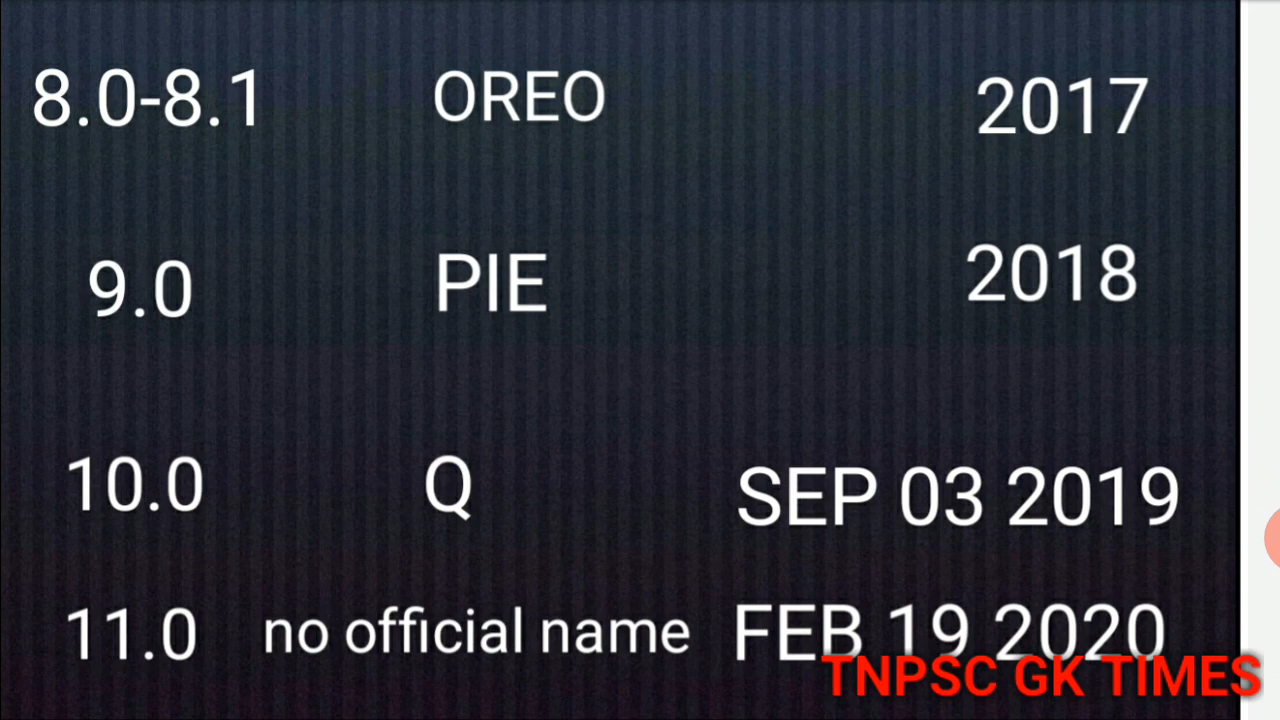 8.0-8.1 OREO 2017
9.0 PIE 2018
10.0 Q SEP 03 2019
11.0 no official name FEB 19 2020
TNPSC GK TIMES